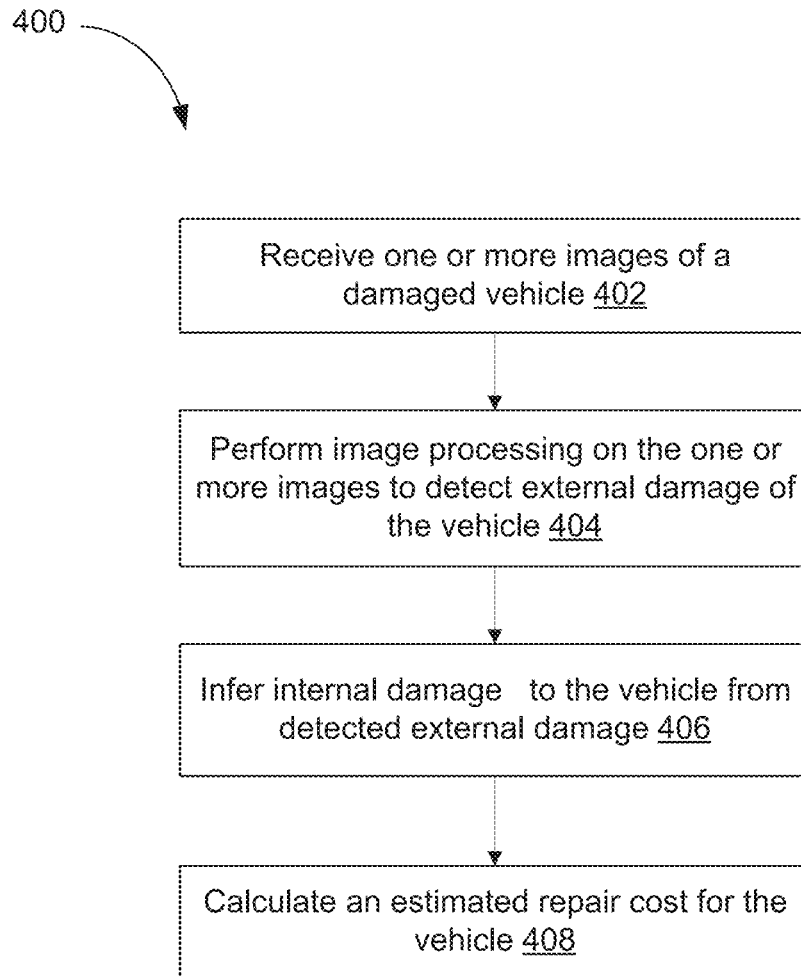 400
Receive one or more images of a
damaged vehicle 402
Perform image processing on the one or
more images to detect external damage of
the vehicle 404
Infer internal damage to the vehicle from
detected external damage 406
Calculate an estimated repair cost for the
vehicle 408